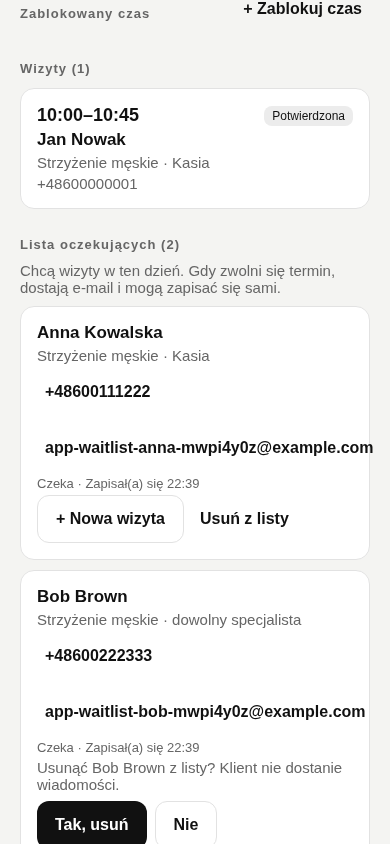 Zablokowany czas
+ Zablokuj czas
Wizyty (1)
10:00–10:45
Potwierdzona
Jan Nowak
Strzyżenie męskie · Kasia
+48600000001
Lista oczekujących (2)
Chcą wizyty w ten dzień. Gdy zwolni się termin,
dostają e-mail i mogą zapisać się sami.
Anna Kowalska
Strzyżenie męskie · Kasia
+48600111222
app-waitlist-anna-mwpi4y0z@example.com
Czeka · Zapisał(a) się 22:39
+ Nowa wizyta
Usuń z listy
Bob Brown
Strzyżenie męskie · dowolny specjalista
+48600222333
app-waitlist-bob-mwpi4y0z@example.com
Czeka · Zapisał(a) się 22:39
Usunąć Bob Brown z listy? Klient nie dostanie
wiadomości.
Tak, usuń
Nie